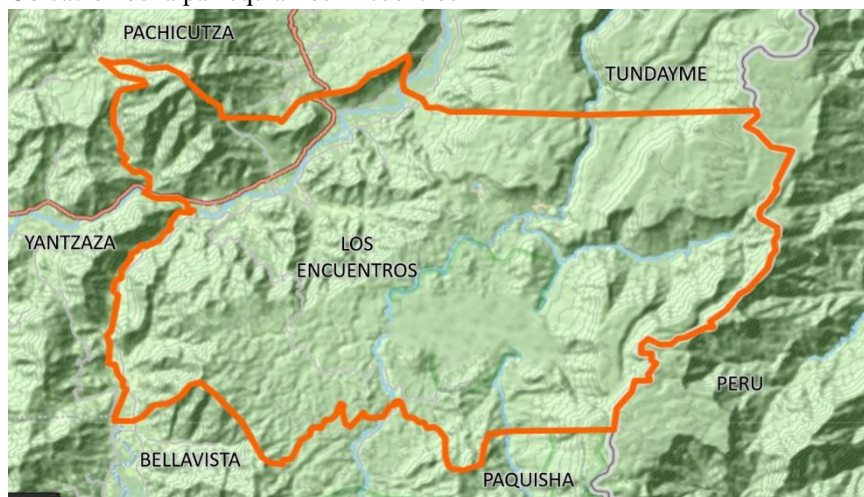 PACHICUTZA
TUNDAYME
YANTZAZA
LOS
ENCUENTROS
PERU
BELLAVISTA
PAQUISHA